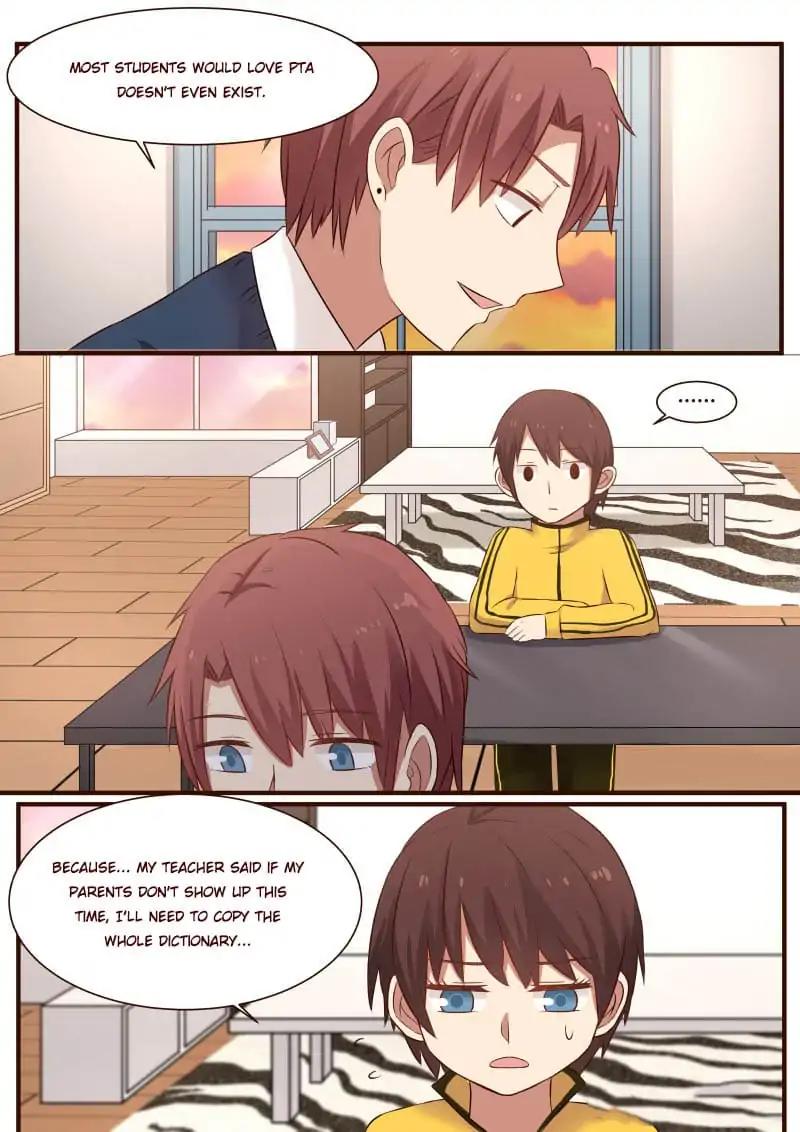 MOST STUDENTS WOULD LOVE PTA
DOESN'T EVEN EXIST.
......
BECAUSE... MY TEACHER SAID IF MY
PARENTS DON'T SHOW UP THIS
TIME, I'LL NEED TO COPY THE
WHOLE DICTIONARY...